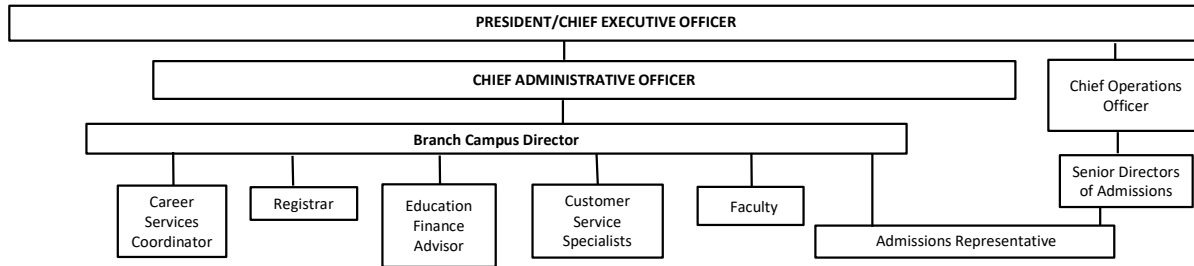 PRESIDENT/CHIEF EXECUTIVE OFFICER
CHIEF ADMINISTRATIVE OFFICER
Chief Operations
Officer
Branch Campus Director
Senior Directors
of Admissions
Career
Services
Coordinator
Registrar
Education
Finance
Advisor
Customer
Service
Specialists
Faculty
Admissions Representative